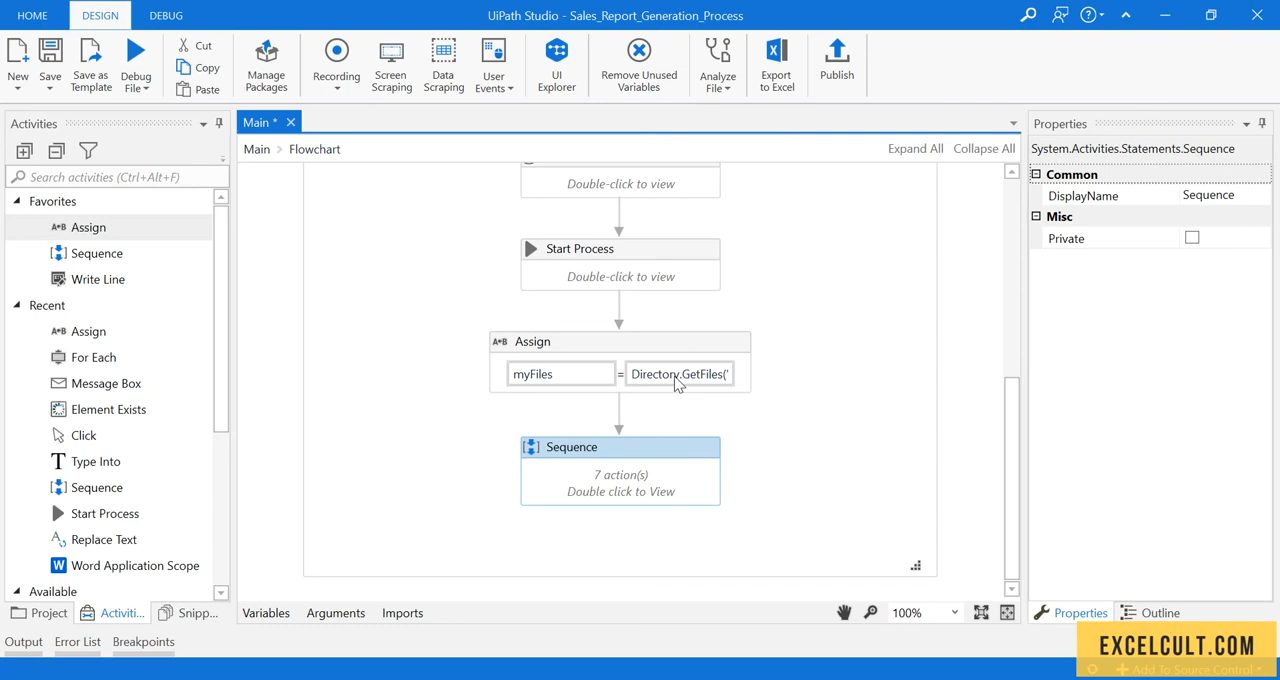 HOME DESIGN DEBUG UiPath Studio - Sales_Report_Generation_Process
New Save Save as Template Debug File Cut Copy Paste Manage Packages Recording Screen Scraping Data Scraping User Events UI Explorer Remove Unused Variables Analyze File Export to Excel Publish
Activities
Search activities (Ctrl+Alt+F)
Favorites
A*B Assign
Sequence
Write Line
Recent
A*B Assign
For Each
Message Box
Element Exists
Click
Type Into
Sequence
Start Process
Replace Text
Word Application Scope
Available
Project Activiti... Snipp...
Main *
Main > Flowchart Expand All Collapse All
Double-click to view
Start Process
Double-click to view
A*B Assign
myFiles = Directory.GetFiles("
Sequence
7 action(s)
Double click to View
Variables Arguments Imports 100%
Properties
System.Activities.Statements.Sequence
Common
DisplayName Sequence
Misc
Private
Properties Outline
Output Error List Breakpoints
EXCELCULT.COM
Add To Source Control